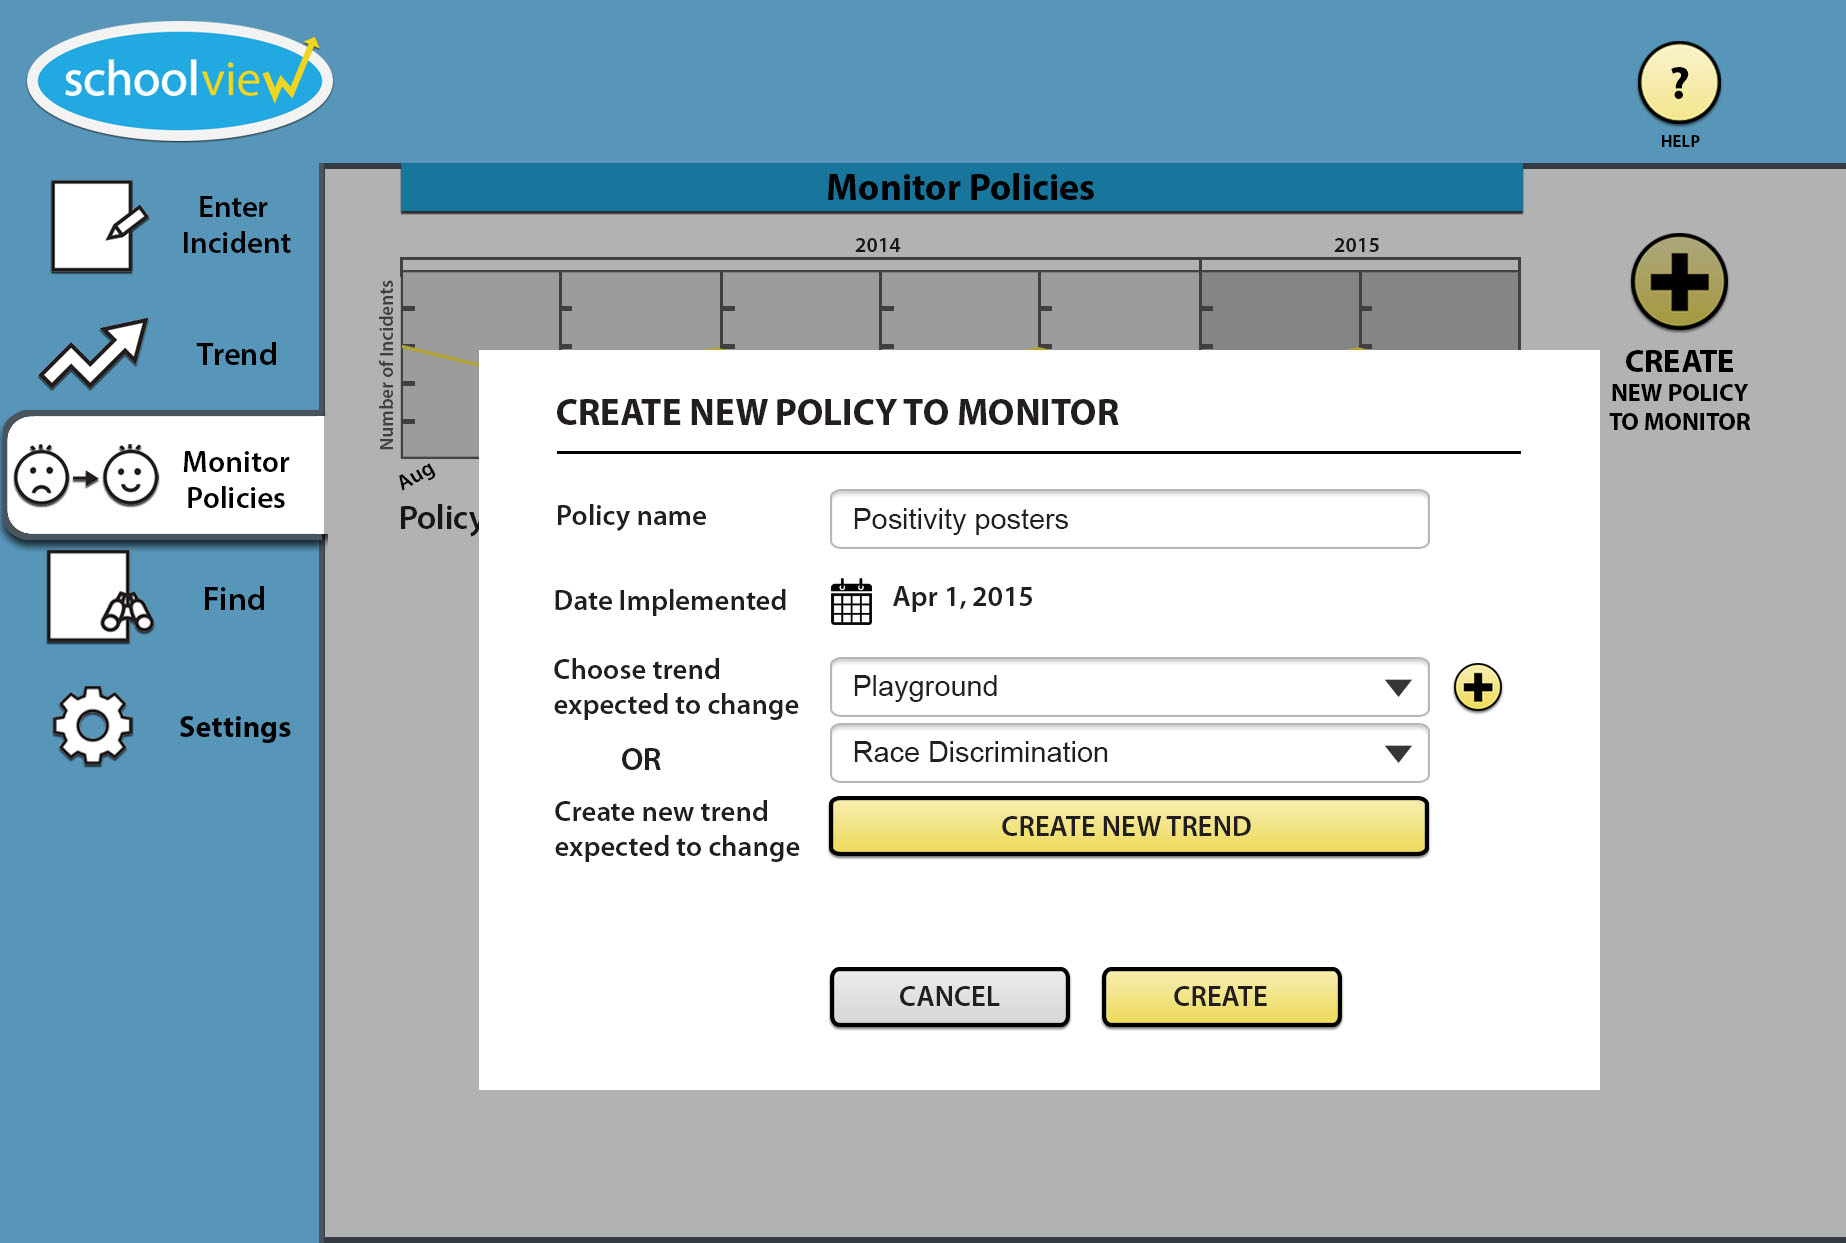 schoolview
?
HELP
Enter
Incident
Trend
Monitor
Policies
Find
Settings
Monitor Policies
2014
2015
Number of Incidents
Aug
Policy
CREATE
NEW POLICY
TO MONITOR
CREATE NEW POLICY TO MONITOR
Policy name
Positivity posters
Date Implemented
Apr 1, 2015
Choose trend
expected to change
Playground
OR
Race Discrimination
Create new trend
expected to change
CREATE NEW TREND
CANCEL
CREATE